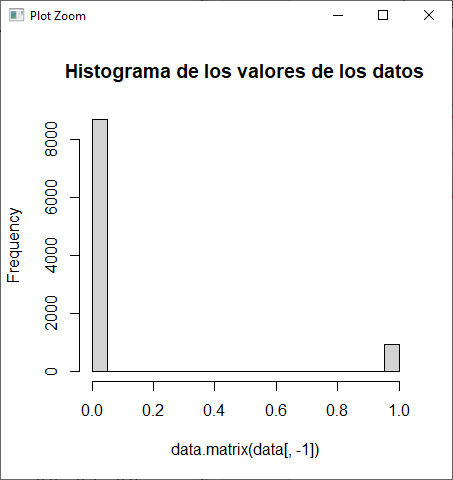 Plot Zoom
Histograma de los valores de los datos
Frequency
8000
6000
4000
2000
0
0.0 0.2 0.4 0.6 0.8 1.0
data.matrix(data[, -1])